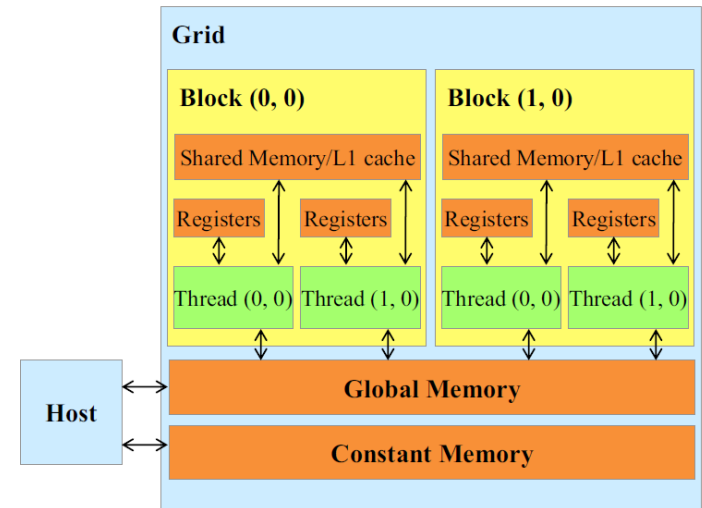 Grid
Block (0, 0)
Block (1, 0)
Shared Memory/L1 cache
Shared Memory/L1 cache
Registers
Registers
Registers
Registers
Thread (0, 0)
Thread (1, 0)
Thread (0, 0)
Thread (1, 0)
Host
Global Memory
Constant Memory